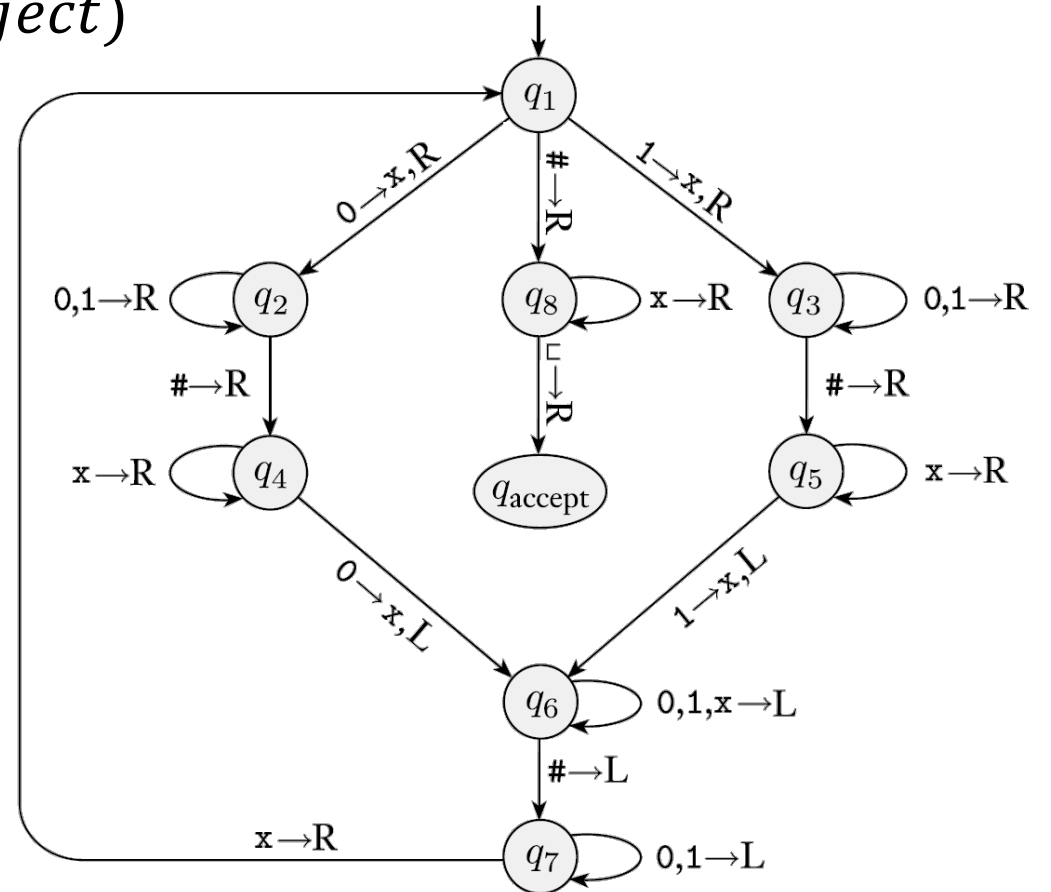 ject)
q₁
0→x,R
#→R
1→x,R
0,1→R
q₂
q₈
x→R
q₃
0,1→R
#→R
⊔→R
#→R
x→R
q₄
q_accept
q₅
x→R
0→x,L
1→x,L
q₆
0,1,x→L
#→L
x→R
q₇
0,1→L